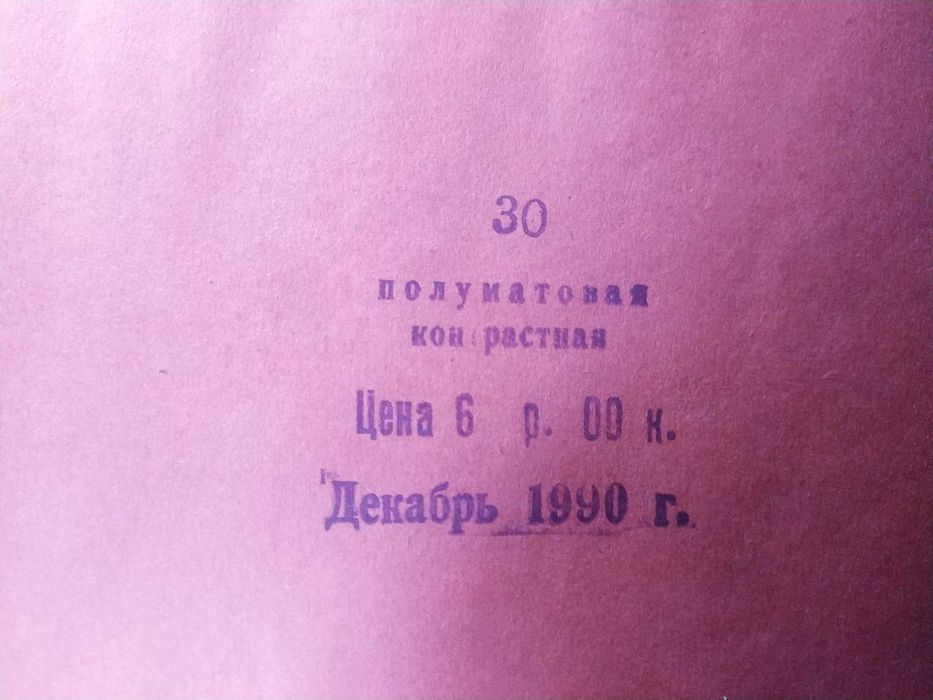 30
полуматовая
контрастная
Цена 6 р. 00 к.
Декабрь 1990 г.